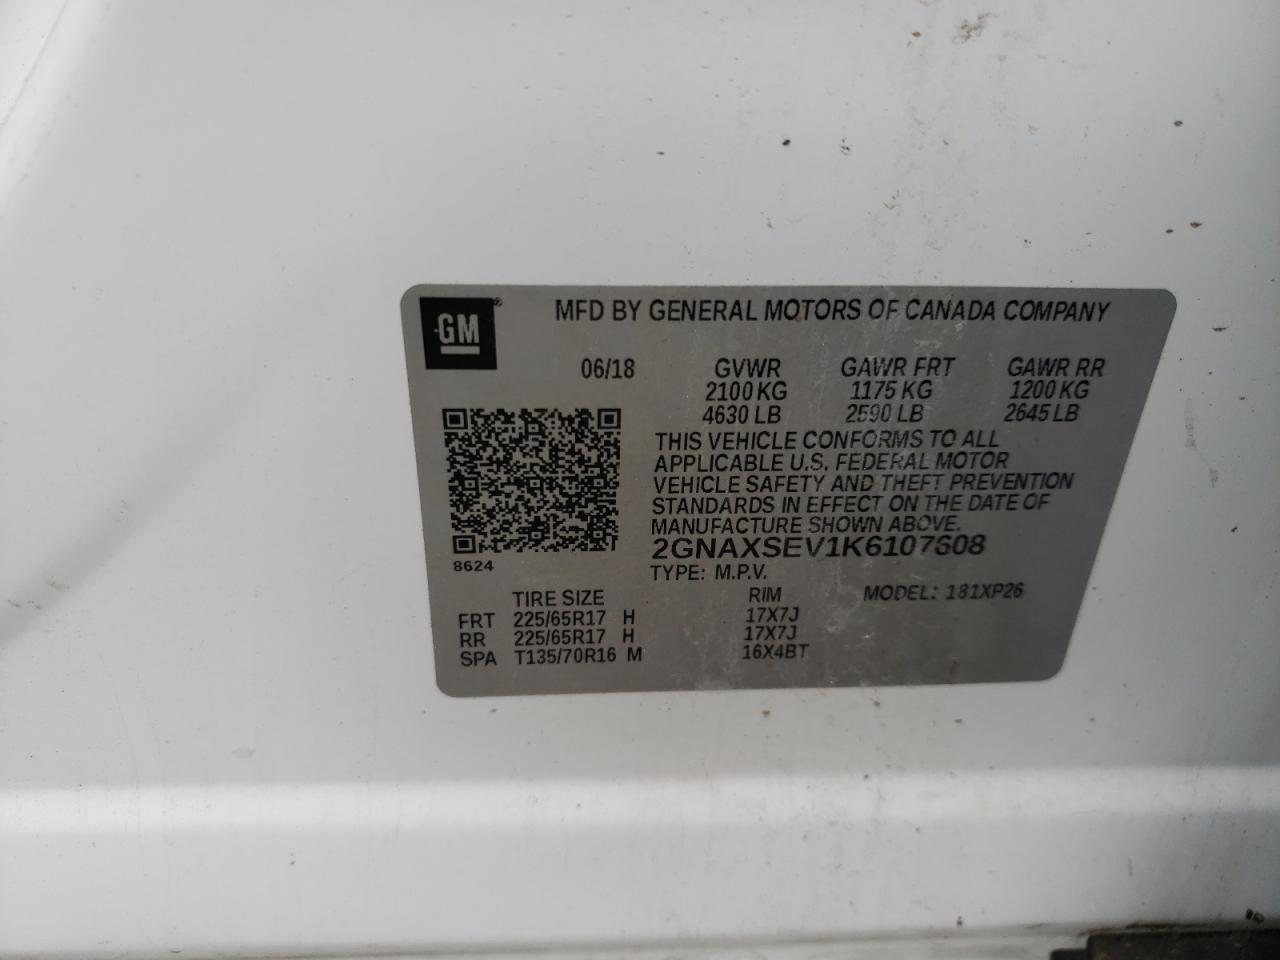 GM ®
MFD BY GENERAL MOTORS OF CANADA COMPANY
06/18 GVWR GAWR FRT GAWR RR
2100 KG 1175 KG 1200 KG
4630 LB 2590 LB 2645 LB
THIS VEHICLE CONFORMS TO ALL
APPLICABLE U.S. FEDERAL MOTOR
VEHICLE SAFETY AND THEFT PREVENTION
STANDARDS IN EFFECT ON THE DATE OF
MANUFACTURE SHOWN ABOVE.
2GNAXSEV1K6107608
8624
TYPE: M.P.V. MODEL: 181XP26
TIRE SIZE RIM
FRT 225/65R17 H 17X7J
RR 225/65R17 H 17X7J
SPA T135/70R16 M 16X4BT